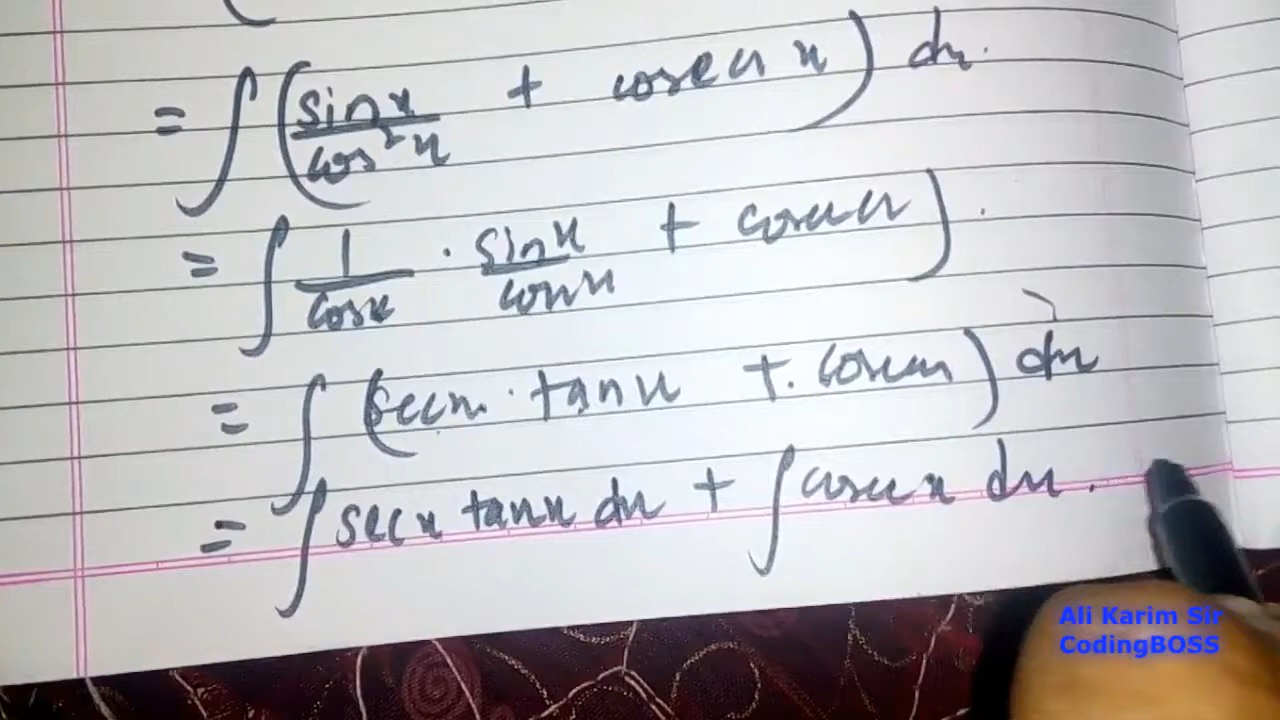 = ∫ (sin x / cos² x + cosec x) dx.
= ∫ 1/cos x · sin x / cos x + cosec x) .
= ∫ (sec x · tan x + . cosec x) dx
= ∫ sec x tan x dx + ∫ cosec x dx .
Ali Karim Sir
CodingBOSS